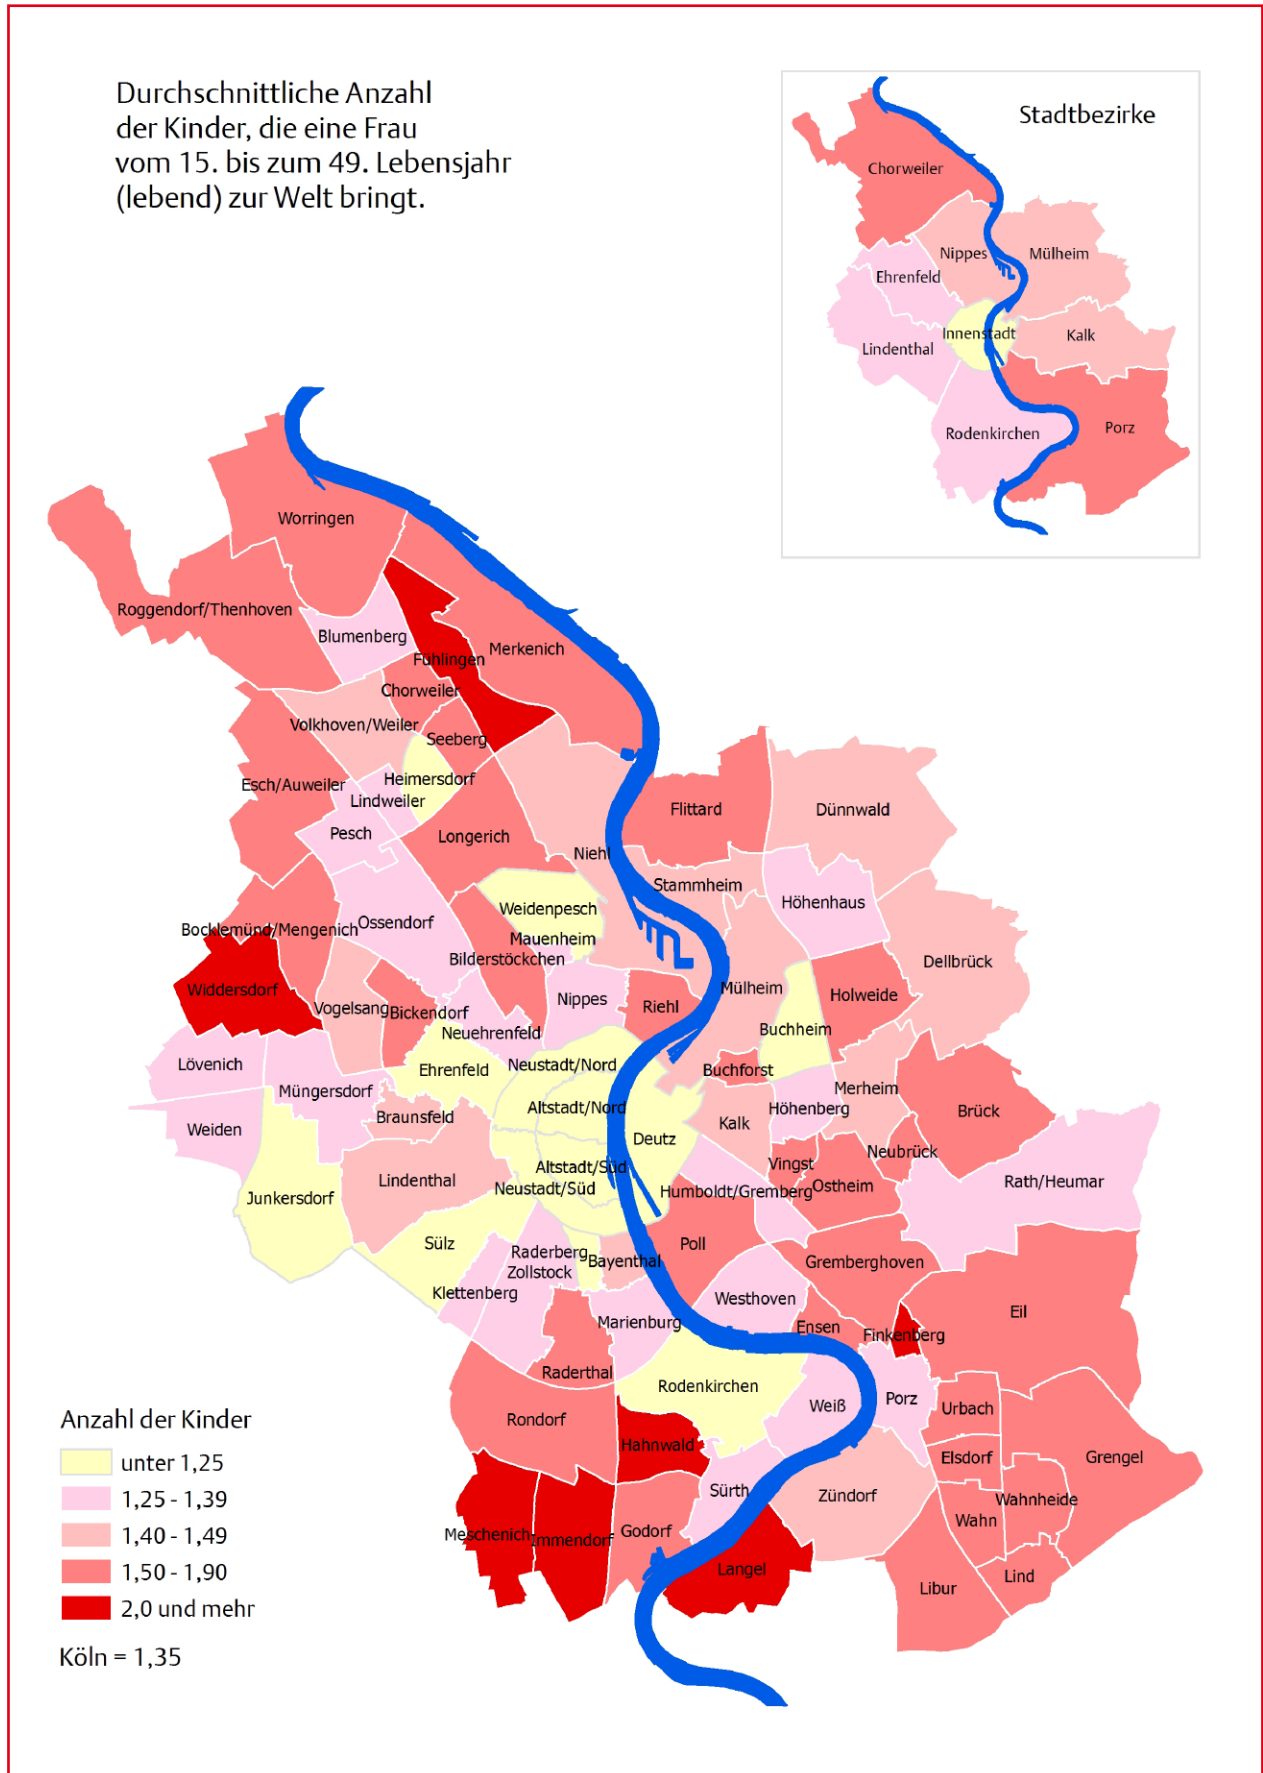 Durchschnittliche Anzahl
der Kinder, die eine Frau
vom 15. bis zum 49. Lebensjahr
(lebend) zur Welt bringt.
Stadtbezirke
Chorweiler
Nippes
Mülheim
Ehrenfeld
Innenstadt
Kalk
Lindenthal
Porz
Rodenkirchen
Worringen
Roggendorf/Thenhoven
Blumenberg
Merkenich
Fühlingen
Chorweiler
Volkhoven/Weiler
Seeberg
Heimersdorf
Esch/Auweiler
Lindweiler
Pesch
Longerich
Flittard
Dünnwald
Niehl
Stammheim
Höhenhaus
Weidenpesch
Ossendorf
Bocklemünd/Mengenich
Mauenheim
Bilderstöckchen
Dellbrück
Widdersdorf
Mülheim
Holweide
Nippes
Riehl
Vogelsang
Bickendorf
Buchheim
Neuehrenfeld
Lövenich
Neustadt/Nord
Ehrenfeld
Buchforst
Müngersdorf
Merheim
Altstadt/Nord
Höhenberg
Brück
Braunsfeld
Kalk
Weiden
Deutz
Neubrück
Vingst
Altstadt/Süd
Lindenthal
Rath/Heumar
Ostheim
Neustadt/Süd
Humboldt/Gremberg
Junkersdorf
Sülz
Poll
Raderberg
Bayenthal
Gremberghoven
Zollstock
Klettenberg
Westhoven
Eil
Marienburg
Ensen
Finkenberg
Raderthal
Rodenkirchen
Porz
Weiß
Urbach
Rondorf
Hahnwald
Elsdorf
Grengel
Sürth
Zündorf
Wahnheide
Wahn
Godorf
Meschenich
Immendorf
Langel
Lind
Libur
Anzahl der Kinder
unter 1,25
1,25 - 1,39
1,40 - 1,49
1,50 - 1,90
2,0 und mehr
Köln = 1,35